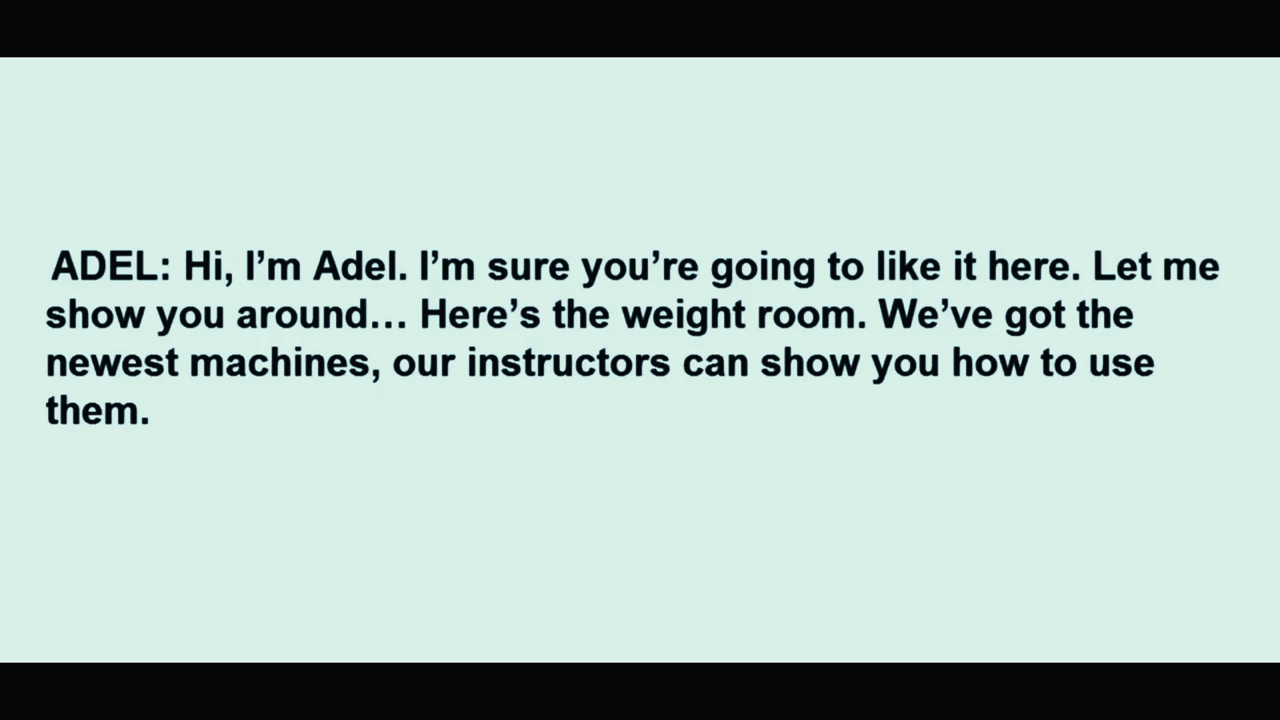 ADEL: Hi, I’m Adel. I’m sure you’re going to like it here. Let me
show you around... Here’s the weight room. We’ve got the
newest machines, our instructors can show you how to use
them.